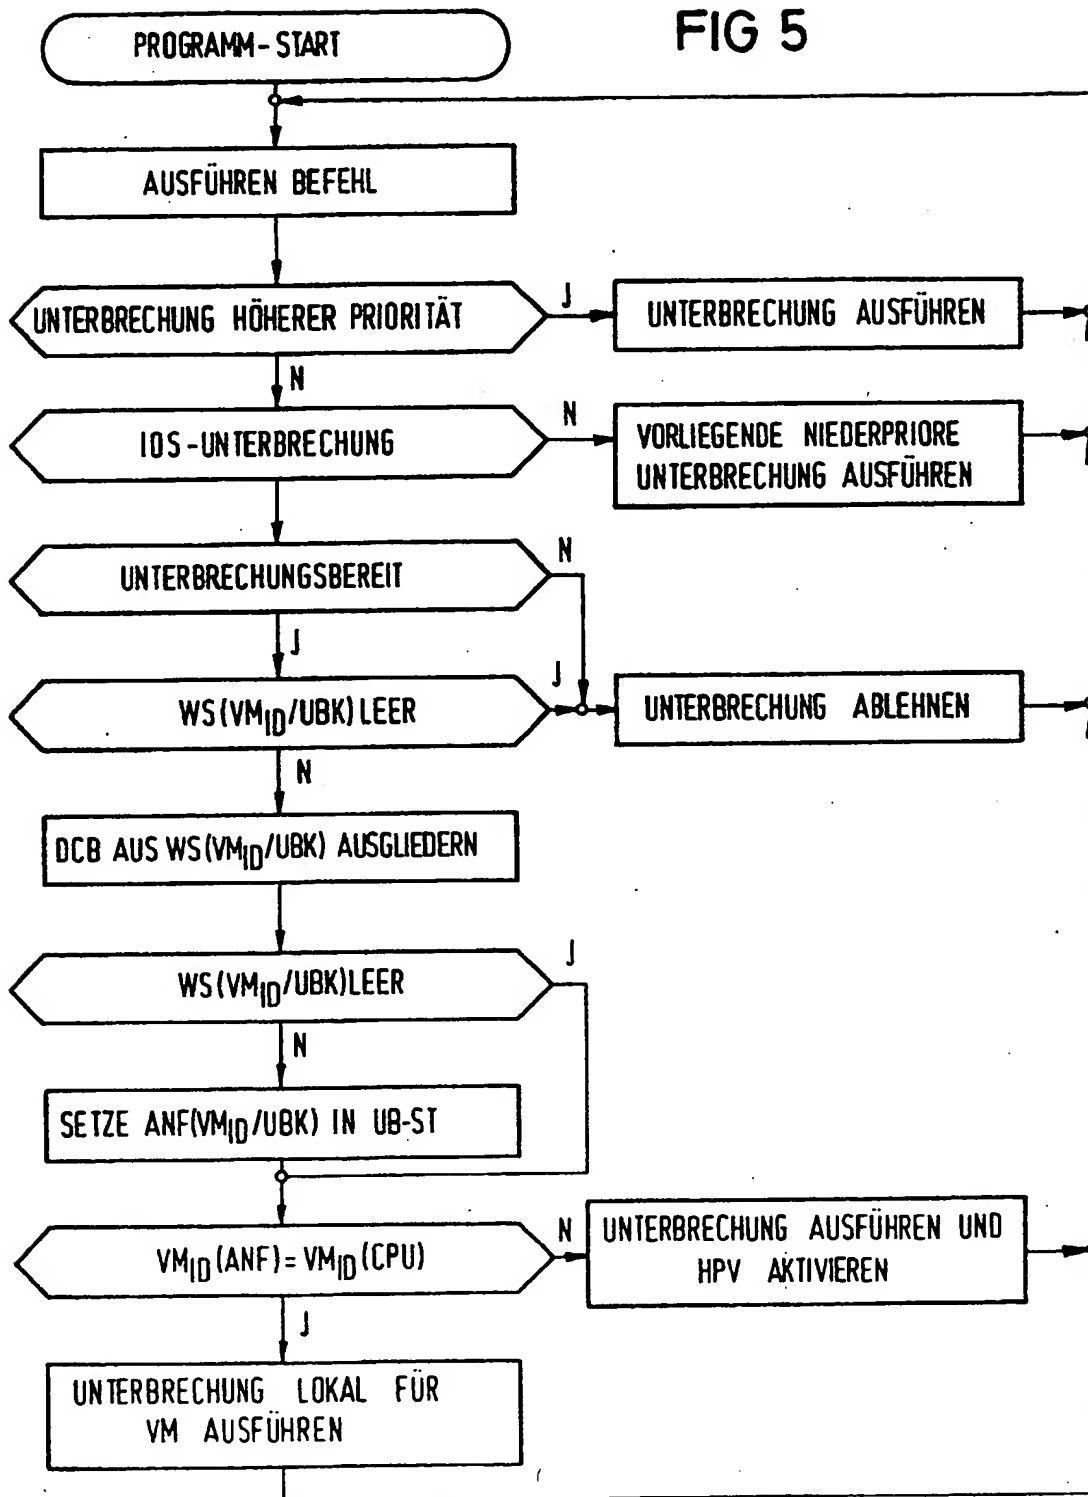 FIG 5
PROGRAMM-START
AUSFÜHREN BEFEHL
UNTERBRECHUNG HÖHERER PRIORITÄT
J
UNTERBRECHUNG AUSFÜHREN
N
IOS-UNTERBRECHUNG
N
VORLIEGENDE NIEDERPRIORE
UNTERBRECHUNG AUSFÜHREN
UNTERBRECHUNGSBEREIT
N
J
WS(VM_ID/UBK)LEER
J
UNTERBRECHUNG ABLEHNEN
N
DCB AUS WS(VM_ID/UBK) AUSGLIEDERN
WS(VM_ID/UBK)LEER
J
N
SETZE ANF(VM_ID/UBK) IN UB-ST
VM_ID(ANF)=VM_ID(CPU)
N
UNTERBRECHUNG AUSFÜHREN UND
HPV AKTIVIEREN
J
UNTERBRECHUNG LOKAL FÜR
VM AUSFÜHREN